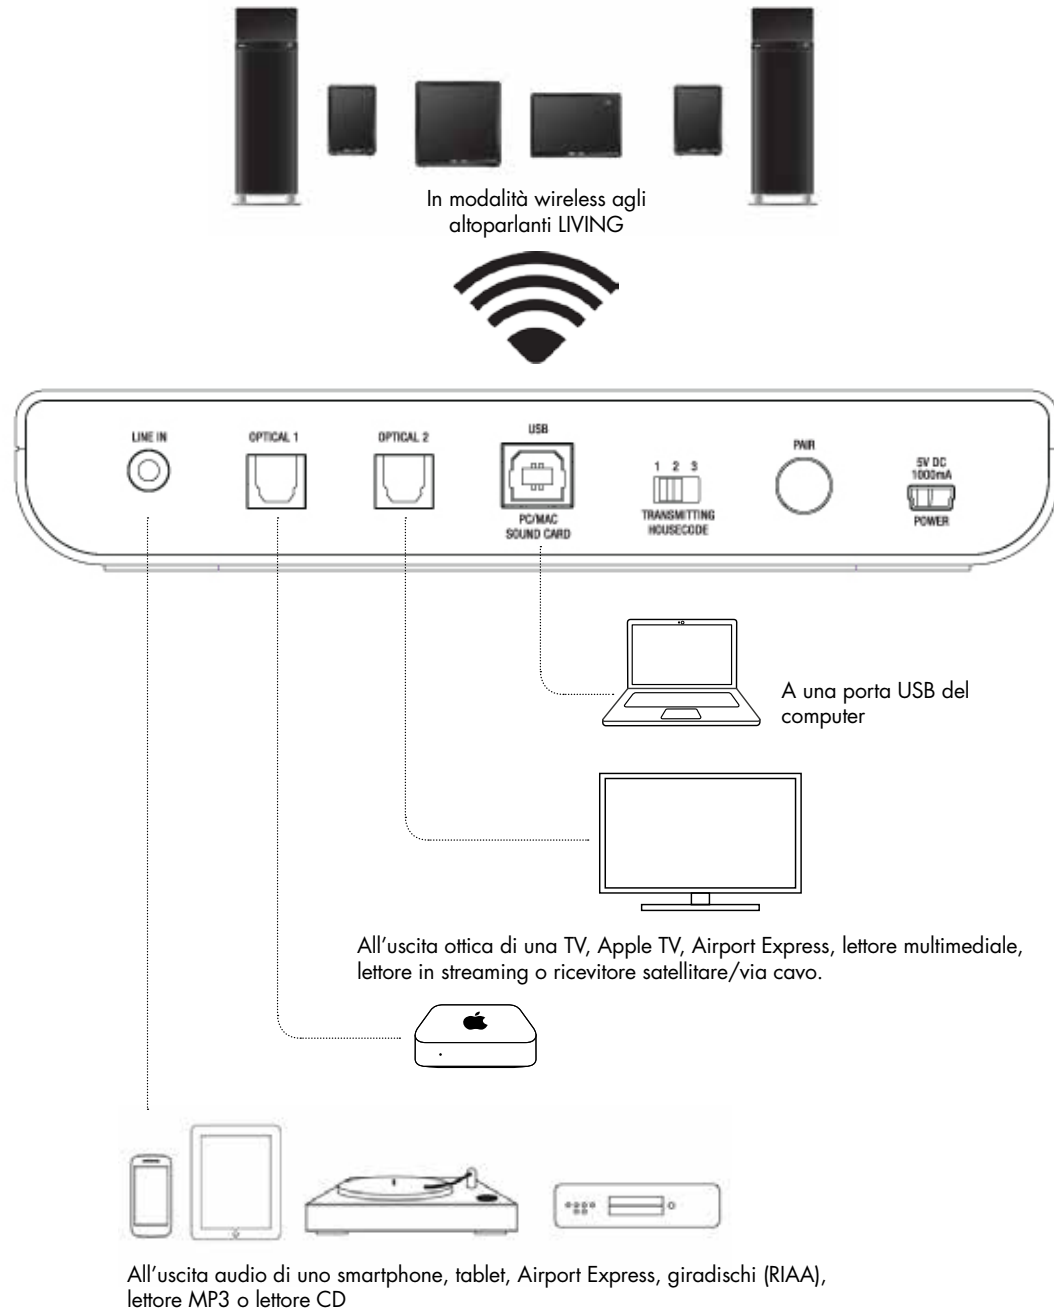 In modalità wireless agli
altoparlanti LIVING
LINE IN
OPTICAL 1
OPTICAL 2
USB
PC/MAC
SOUND CARD
1 2 3
TRANSMITTING
HOUSECODE
PAIR
5V DC
1000mA
POWER
A una porta USB del
computer
All’uscita ottica di una TV, Apple TV, Airport Express, lettore multimediale,
lettore in streaming o ricevitore satellitare/via cavo.
All’uscita audio di uno smartphone, tablet, Airport Express, giradischi (RIAA),
lettore MP3 o lettore CD